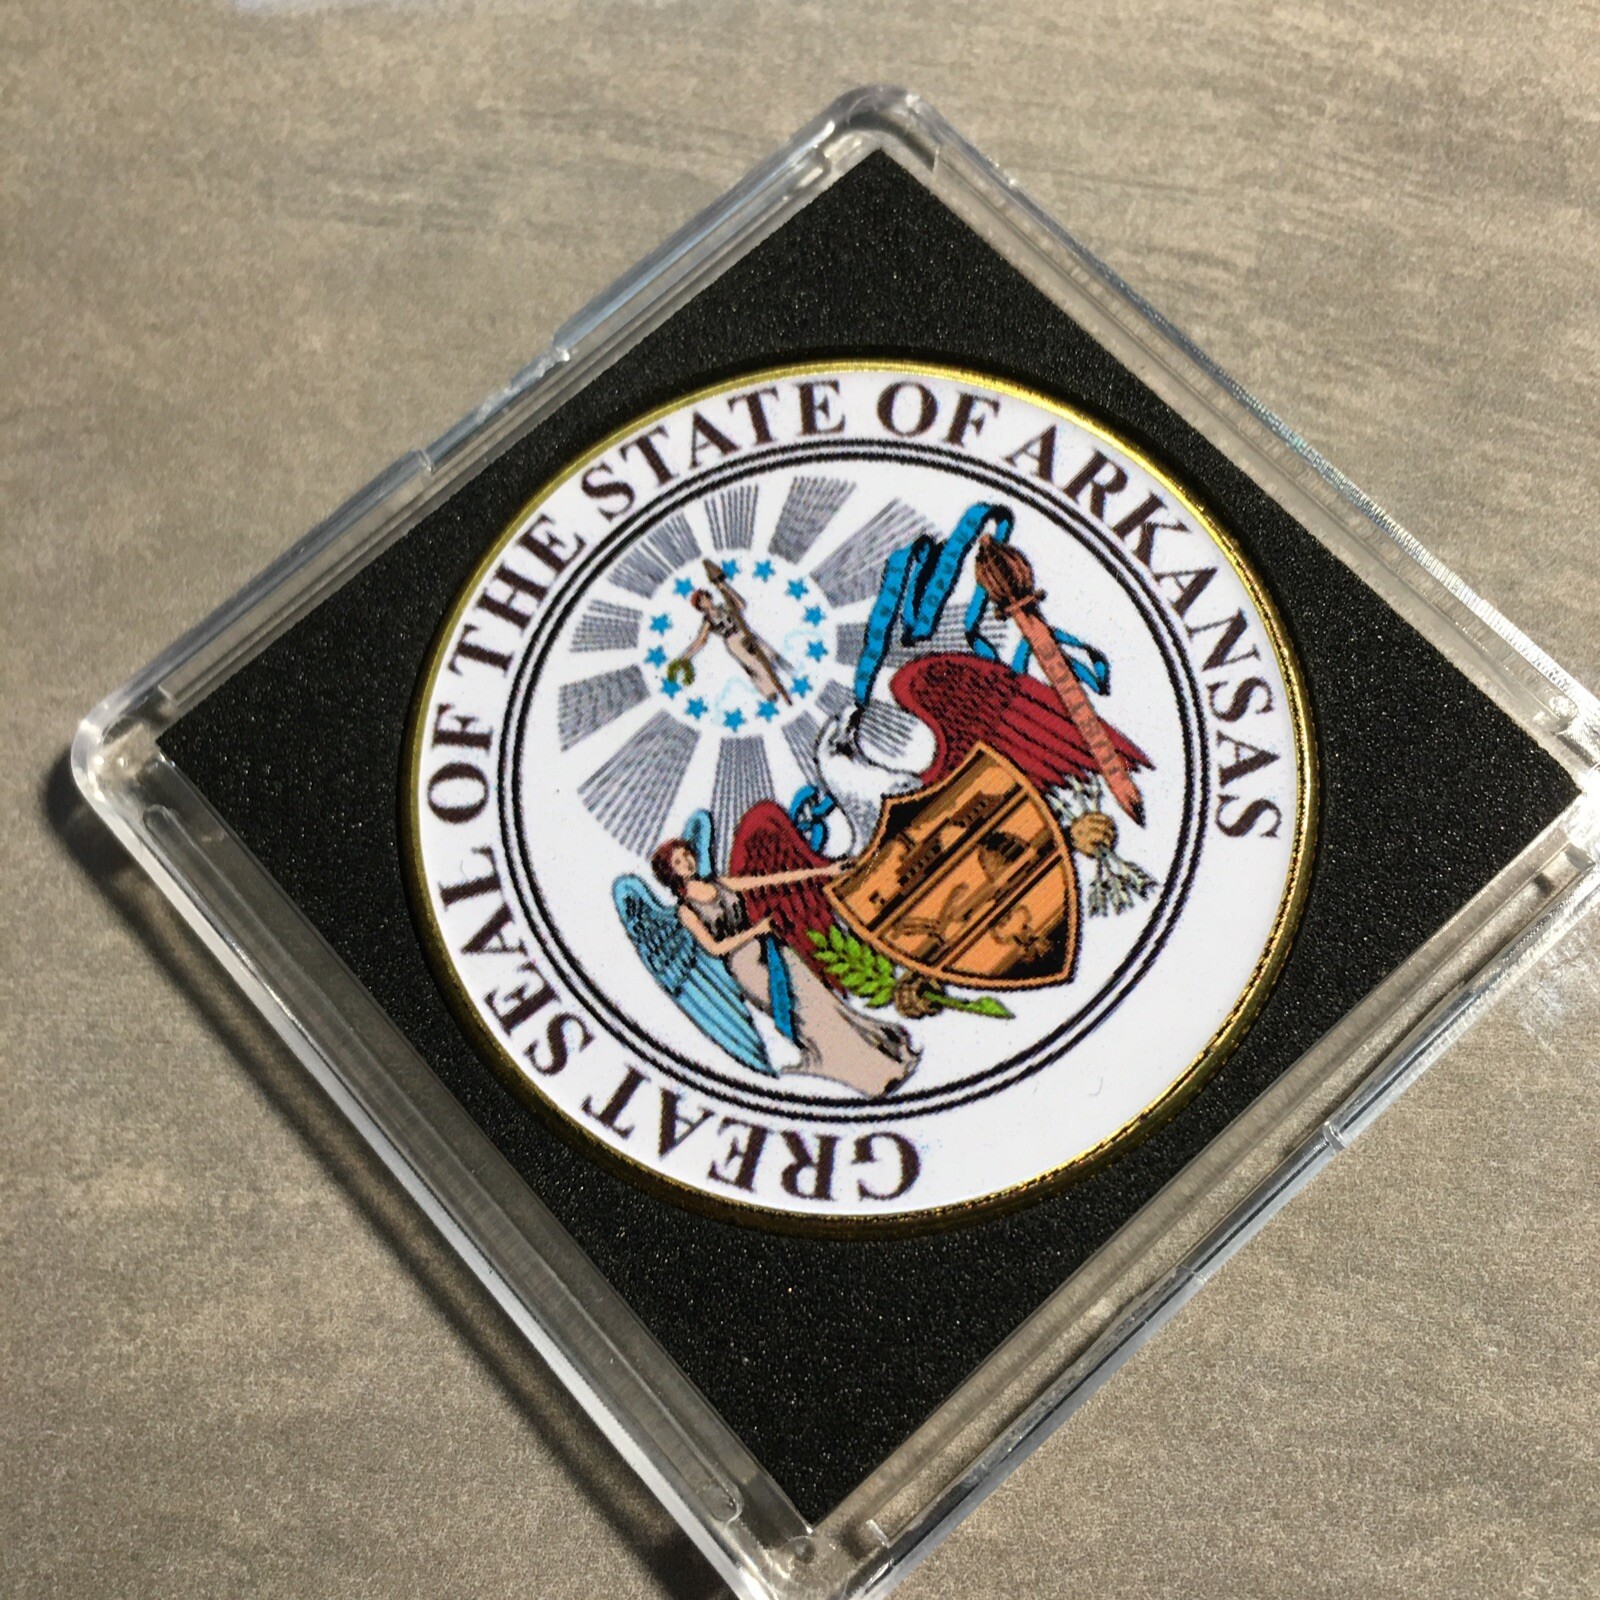 GREAT SEAL OF THE STATE OF ARKANSAS